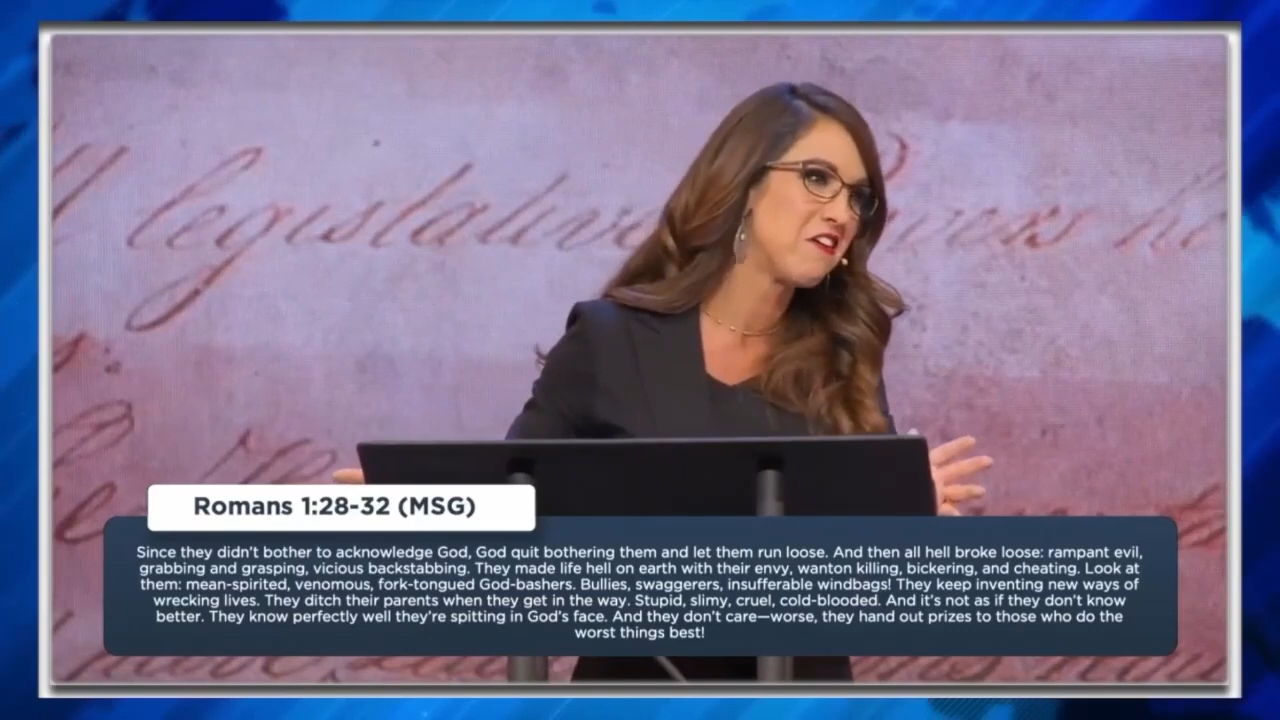 legislative Powers he
Romans 1:28-32 (MSG)
Since they didn't bother to acknowledge God, God quit bothering them and let them run loose. And then all hell broke loose: rampant evil,
grabbing and grasping, vicious backstabbing. They made life hell on earth with their envy, wanton killing, bickering, and cheating. Look at
them: mean-spirited, venomous, fork-tongued God-bashers. Bullies, swaggerers, insufferable windbags! They keep inventing new ways of
wrecking lives. They ditch their parents when they get in the way. Stupid, slimy, cruel, cold-blooded. And it's not as if they don't know
better. They know perfectly well they're spitting in God's face. And they don't care—worse, they hand out prizes to those who do the
worst things best!